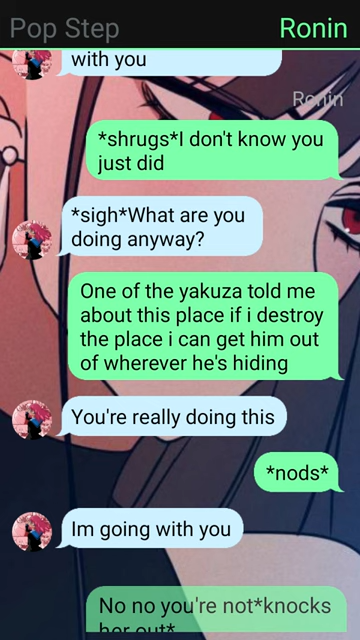 Pop Step Ronin
with you
Ronin
*shrugs*I don't know you
just did
*sigh*What are you
doing anyway?
One of the yakuza told me
about this place if i destroy
the place i can get him out
of wherever he's hiding
You're really doing this
*nods*
Im going with you
No no you're not*knocks
her out*